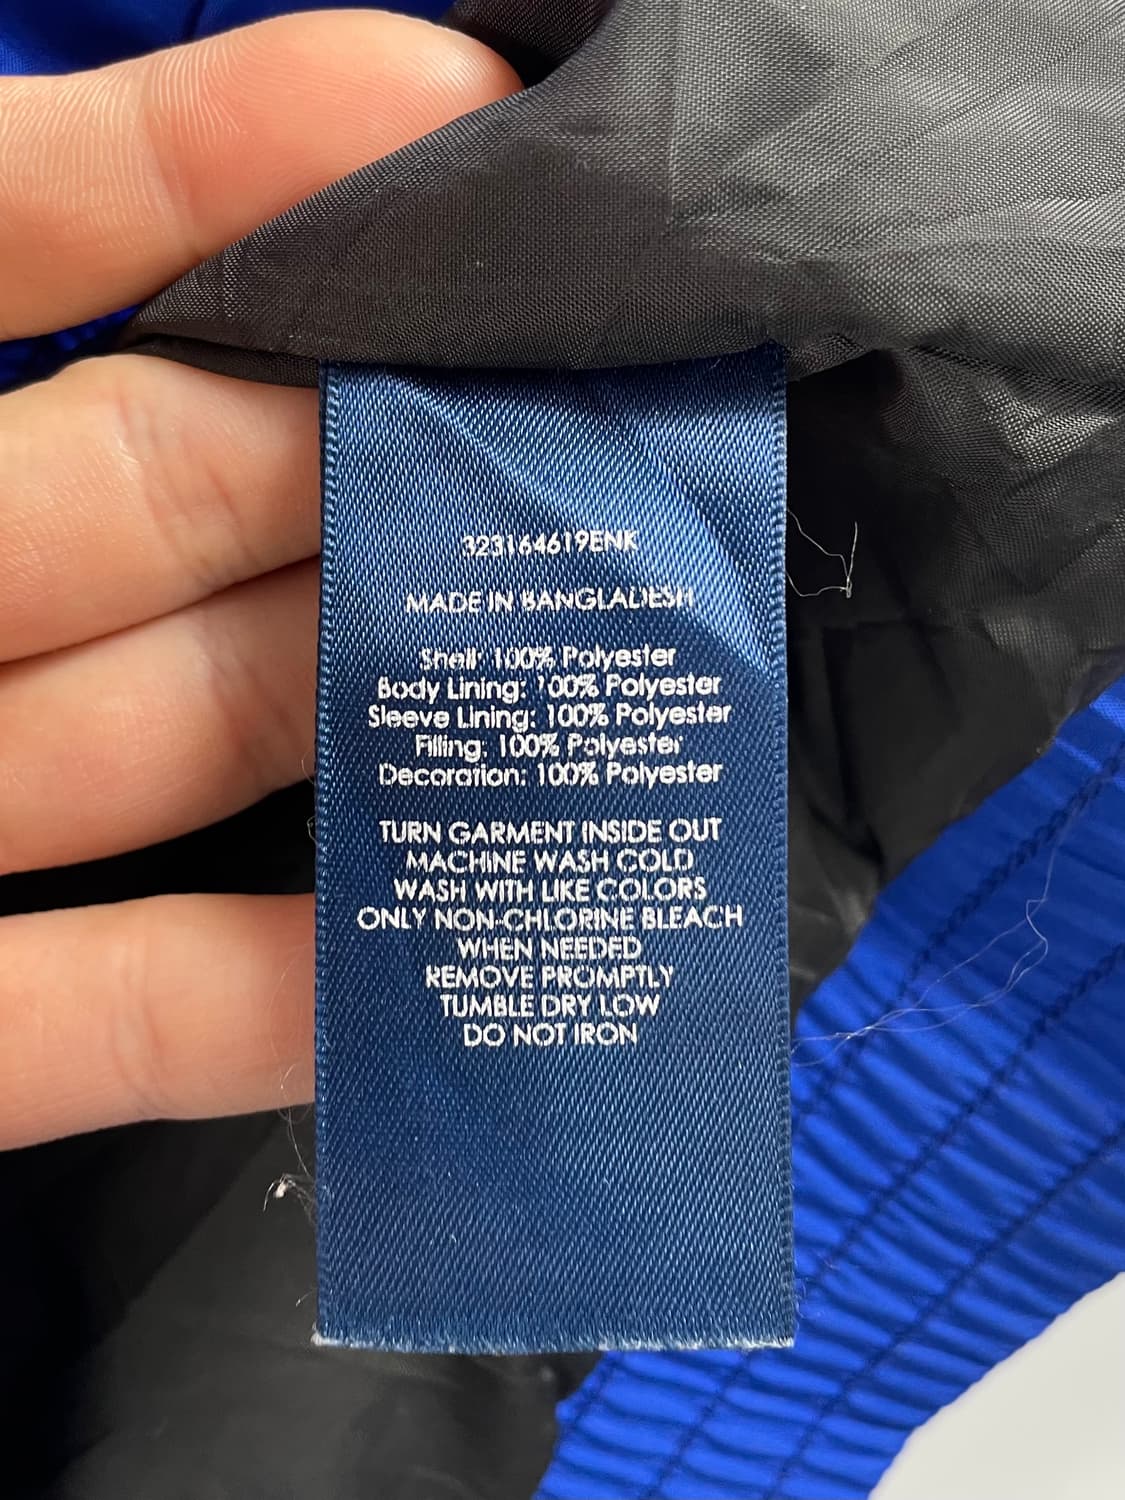 323164619ENK
MADE IN BANGLADESH
Shell: 100% Polyester
Body Lining: 100% Polyester
Sleeve Lining: 100% Polyester
Filling: 100% Polyester
Decoration: 100% Polyester
TURN GARMENT INSIDE OUT
MACHINE WASH COLD
WASH WITH LIKE COLORS
ONLY NON-CHLORINE BLEACH
WHEN NEEDED
REMOVE PROMPTLY
TUMBLE DRY LOW
DO NOT IRON